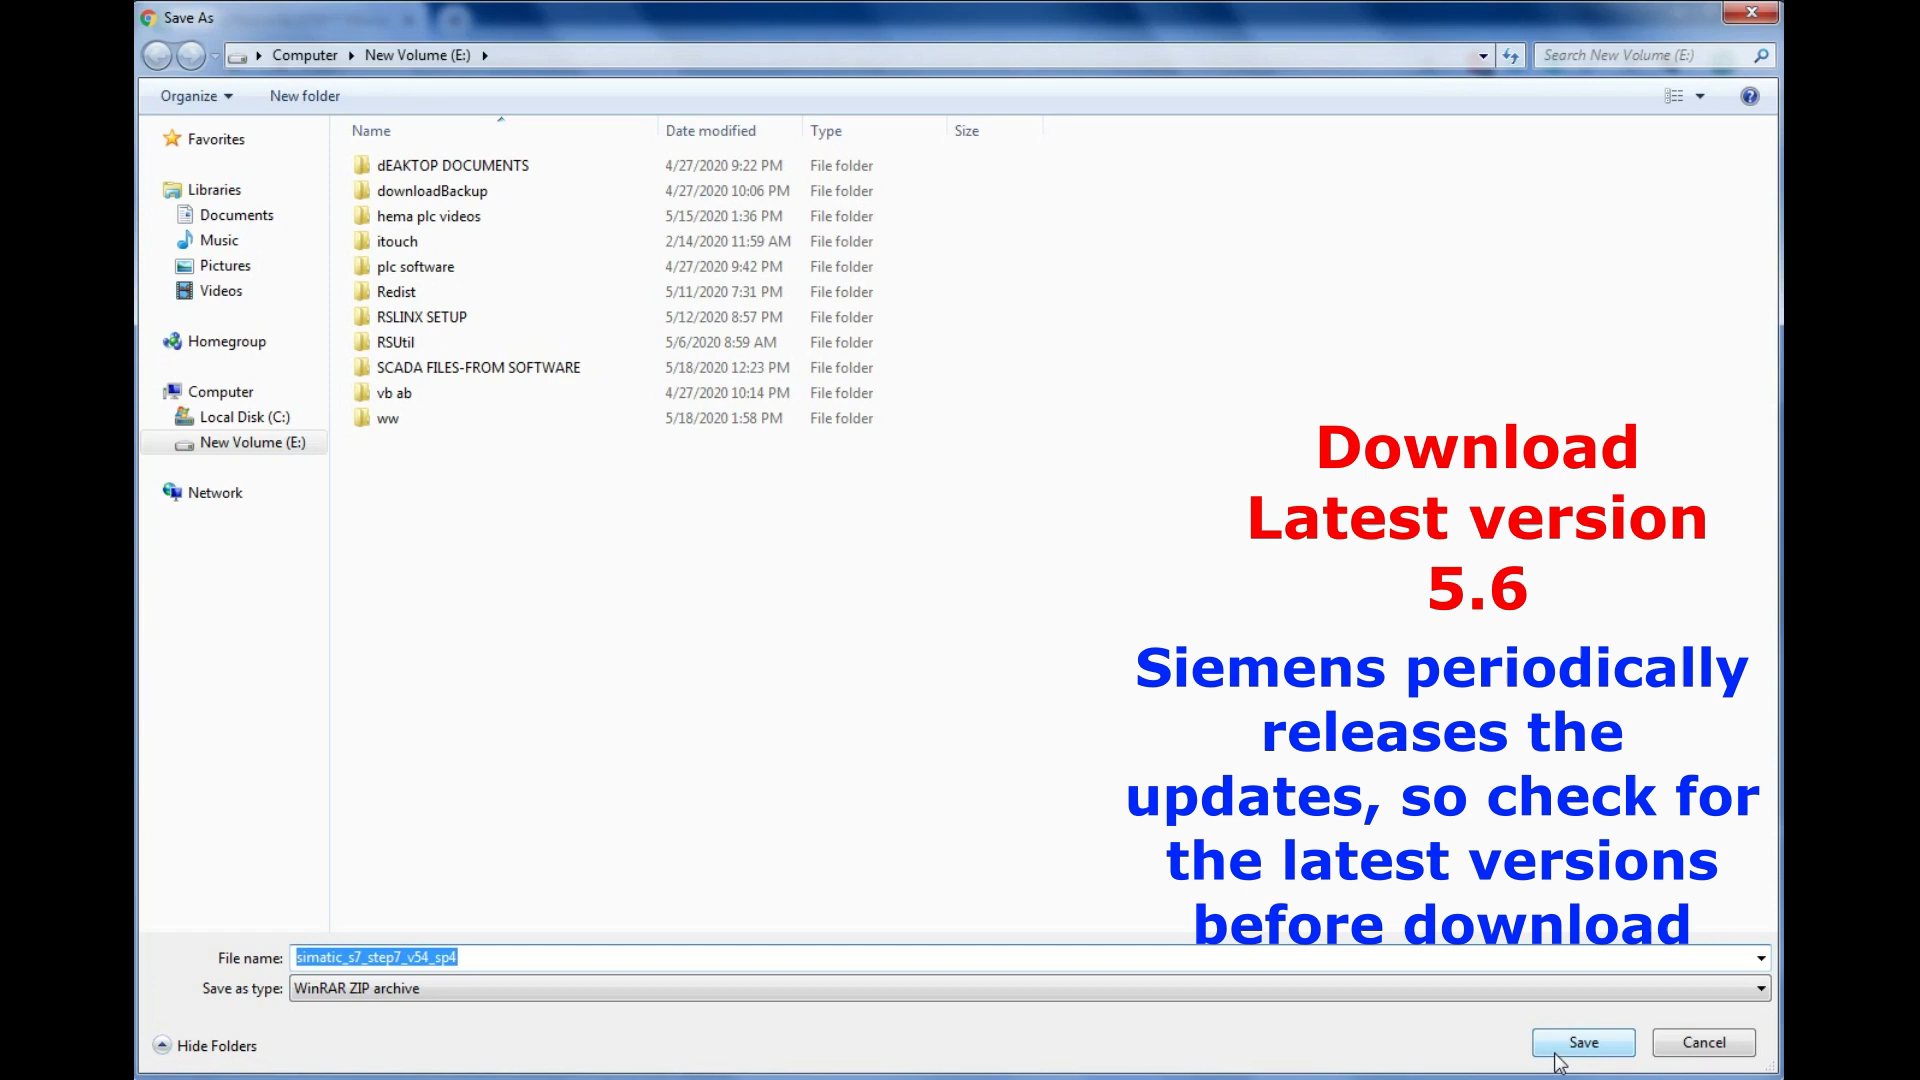 Save As
Computer
New Volume (E:)
Search New Volume (E:)
Organize
New folder
Favorites
Libraries
Documents
Music
Pictures
Videos
Homegroup
Computer
Local Disk (C:)
New Volume (E:)
Network
Name Date modified Type Size
dEAKTOP DOCUMENTS 4/27/2020 9:22 PM File folder
downloadBackup 4/27/2020 10:06 PM File folder
hema plc videos 5/15/2020 1:36 PM File folder
itouch 2/14/2020 11:59 AM File folder
plc software 4/27/2020 9:42 PM File folder
Redist 5/11/2020 7:31 PM File folder
RSLINX SETUP 5/12/2020 8:57 PM File folder
RSUtil 5/6/2020 8:59 AM File folder
SCADA FILES-FROM SOFTWARE 5/18/2020 12:23 PM File folder
vb ab 4/27/2020 10:14 PM File folder
ww 5/18/2020 1:58 PM File folder
Download
Latest version
5.6
Siemens periodically
releases the
updates, so check for
the latest versions
before download
File name: simatic_s7_step7_v54_sp4
Save as type: WinRAR ZIP archive
Hide Folders
Save
Cancel